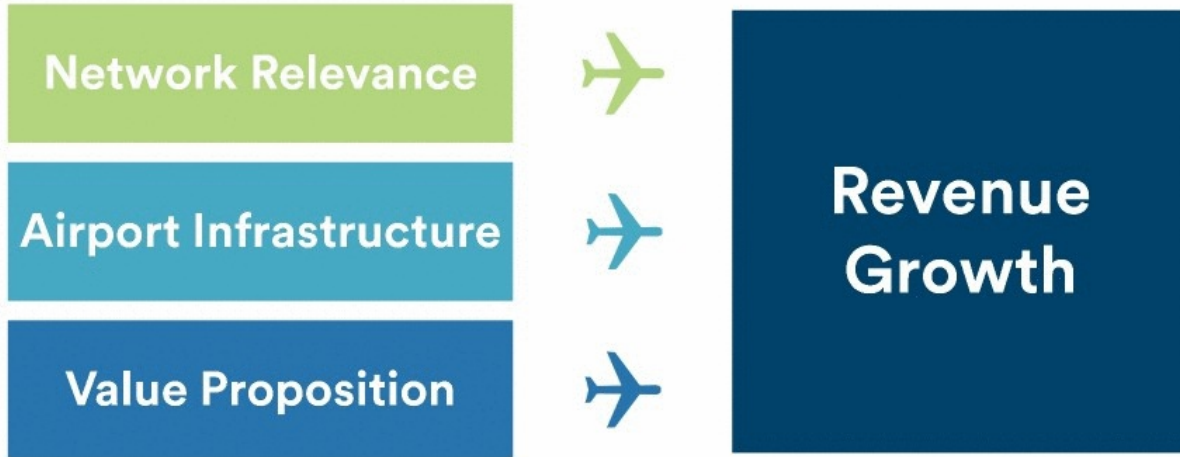 Network Relevance
Airport Infrastructure
Value Proposition
Revenue
Growth